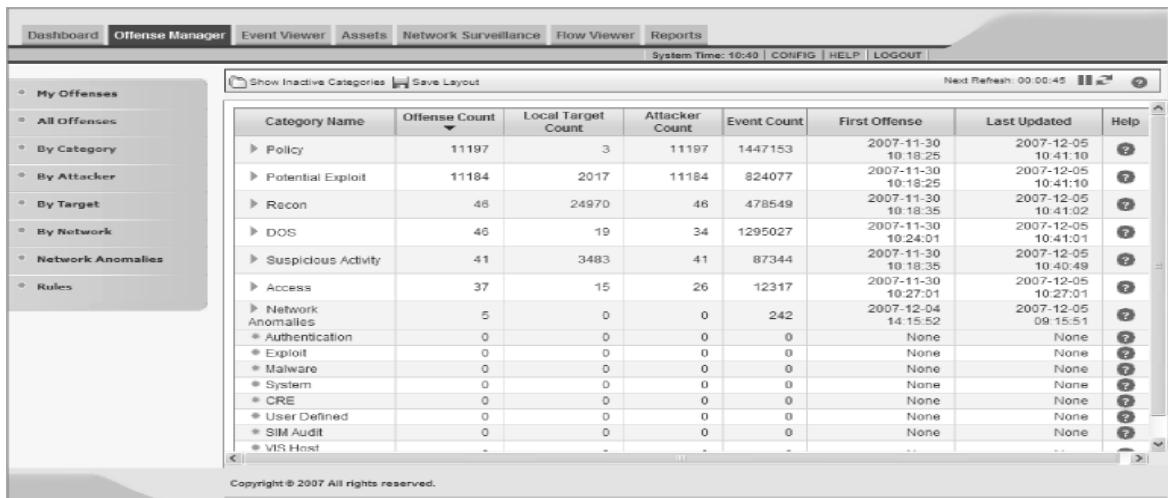 Dashboard Offense Manager Event Viewer Assets Network Surveillance Flow Viewer Reports
System Time: 10:40 | CONFIG | HELP | LOGOUT
My Offenses
All Offenses
By Category
By Attacker
By Target
By Network
Network Anomalies
Rules
Show Inactive Categories Save Layout Next Refresh: 00:00:45
Category Name Offense Count Local Target Count Attacker Count Event Count First Offense Last Updated Help
Policy 11197 3 11197 1447153 2007-11-30 10:18:25 2007-12-05 10:41:10
Potential Exploit 11184 2017 11184 824077 2007-11-30 10:18:25 2007-12-05 10:41:10
Recon 46 24970 46 478549 2007-11-30 10:18:35 2007-12-05 10:41:02
DOS 46 19 34 1295027 2007-11-30 10:24:01 2007-12-05 10:41:01
Suspicious Activity 41 3483 41 87344 2007-11-30 10:18:35 2007-12-05 10:40:49
Access 37 15 26 12317 2007-11-30 10:27:01 2007-12-05 10:27:01
Network Anomalies 5 0 0 242 2007-12-04 14:15:52 2007-12-05 09:15:51
Authentication 0 0 0 0 None None
Exploit 0 0 0 0 None None
Malware 0 0 0 0 None None
System 0 0 0 0 None None
CRE 0 0 0 0 None None
User Defined 0 0 0 0 None None
SIM Audit 0 0 0 0 None None
VIS Host
Copyright © 2007 All rights reserved.